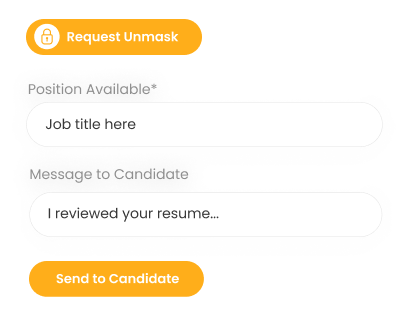 Request Unmask
Position Available*
Job title here
Message to Candidate
I reviewed your resume...
Send to Candidate